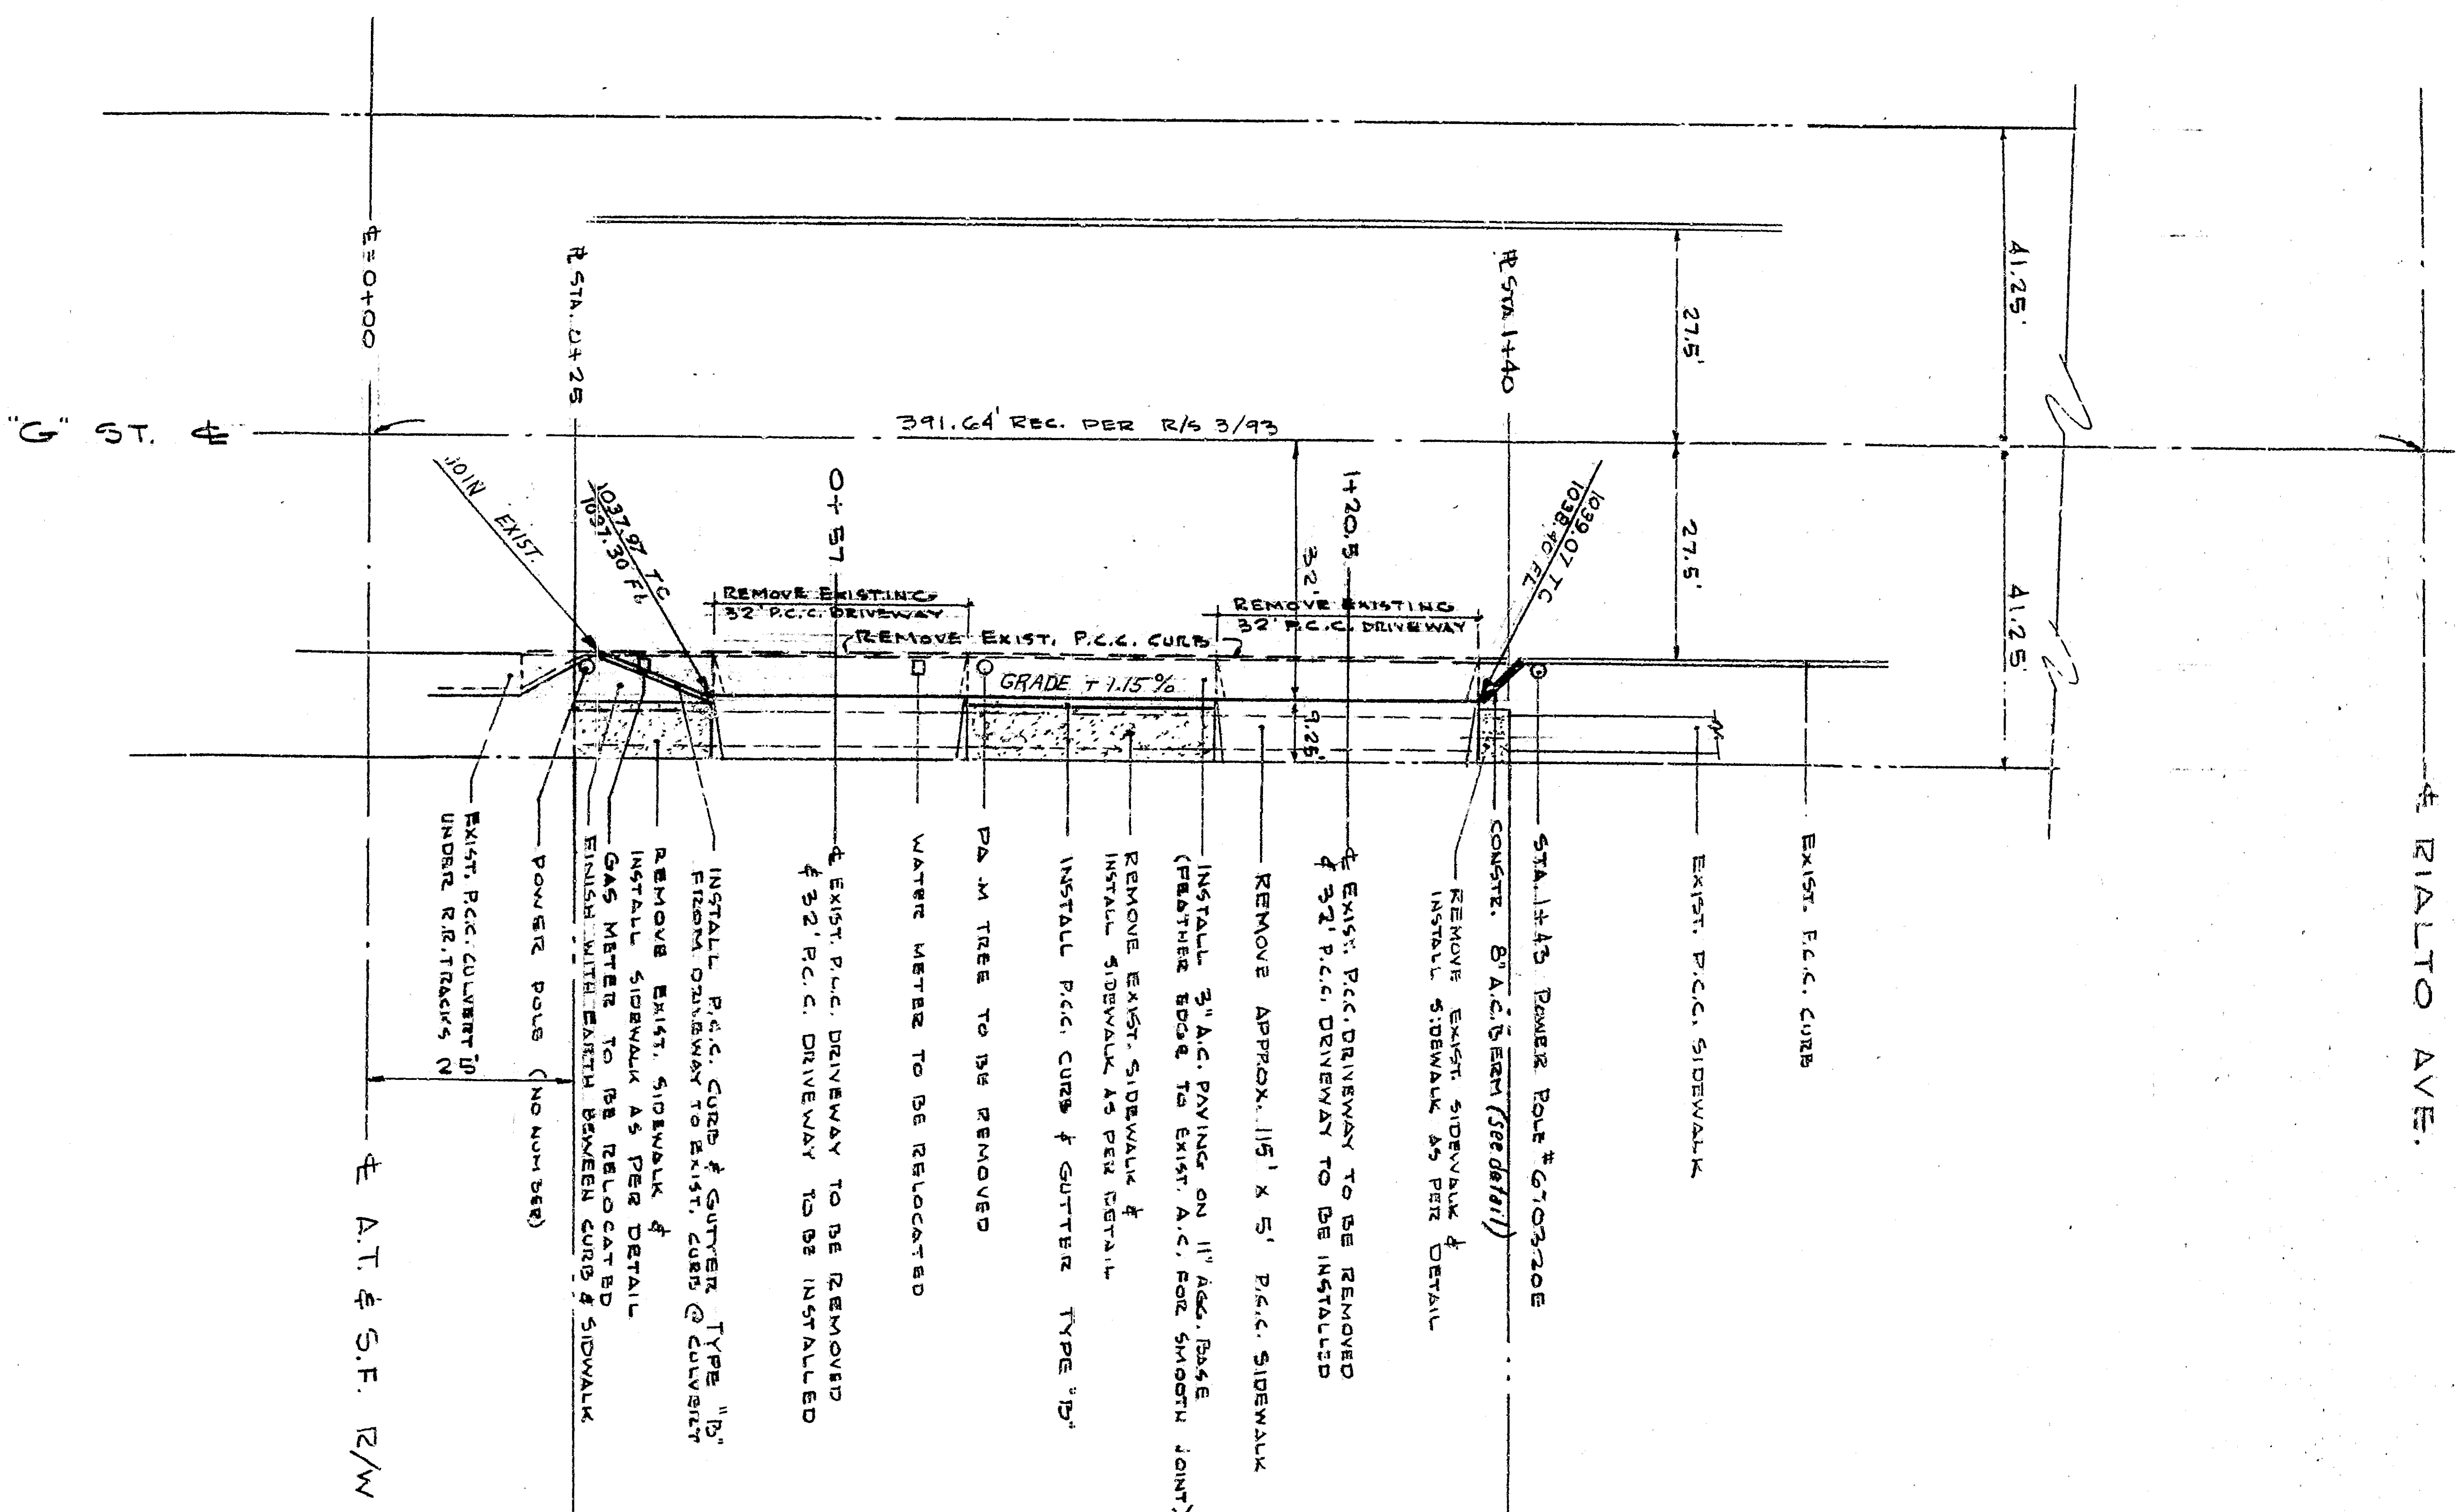 "G" ST. ℄
℄=0+00
℞ STA. 0+25
℞ STA 1+40
27.5'
41.25'
391.64' REC. PER R/S 3/93
JOIN EXIST.
1037.97 TC
1037.30 FL
0+57
1+20.5
32'
1039.07 TC
1038.40 FL
27.5'
41.25'
REMOVE EXISTING
32' P.C.C. DRIVEWAY
REMOVE EXISTING
32' P.C.C. DRIVEWAY
REMOVE EXIST. P.C.C. CURB
GRADE + 1.15%
9.25'
℄ RIALTO AVE.
EXIST. P.C.C. CURB
EXIST. P.C.C. SIDEWALK
STA. 1+43 POWER POLE #
CONSTR. 8" A.C. BERM (See detail)
REMOVE EXIST. SIDEWALK &
INSTALL SIDEWALK AS PER DETAIL
℄ EXIST. P.C.C. DRIVEWAY TO BE REMOVED
& 32' P.C.C. DRIVEWAY TO BE INSTALLED
REMOVE APPROX. 115' X 5' P.C.C. SIDEWALK
INSTALL 3" A.C. PAVING ON 11" AGG. BASE
(FEATHER EDGE TO EXIST. A.C. FOR SMOOTH JOINT)
REMOVE EXIST. SIDEWALK &
INSTALL SIDEWALK AS PER DETAIL
INSTALL P.C.C. CURB & GUTTER TYPE "B"
TREE TO BE REMOVED
WATER METER TO BE RELOCATED
℄ EXIST. P.C.C. DRIVEWAY TO BE REMOVED
& 32' P.C.C. DRIVEWAY TO BE INSTALLED
INSTALL P.C.C. CURB & GUTTER TYPE "B"
FROM DRIVEWAY TO EXIST. CURB @ CULVERT
REMOVE EXIST. SIDEWALK &
INSTALL SIDEWALK AS PER DETAIL
GAS METER TO BE RELOCATED
FINISH WITH EARTH BEWEEN CURB & SIDWALK
POWER POLE (NO NUMBER)
EXIST. P.C.C. CULVERT
UNDER R.R. TRACKS
25'
℄ A.T. & S.F. R/W